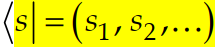 ⟨s| = (s₁, s₂,…)